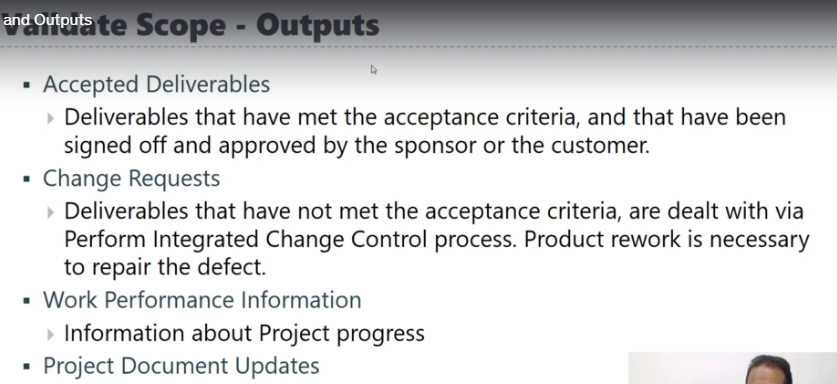 and Outputs
Validate Scope - Outputs
▪ Accepted Deliverables
Deliverables that have met the acceptance criteria, and that have been
signed off and approved by the sponsor or the customer.
▪ Change Requests
Deliverables that have not met the acceptance criteria, are dealt with via
Perform Integrated Change Control process. Product rework is necessary
to repair the defect.
▪ Work Performance Information
Information about Project progress
▪ Project Document Updates